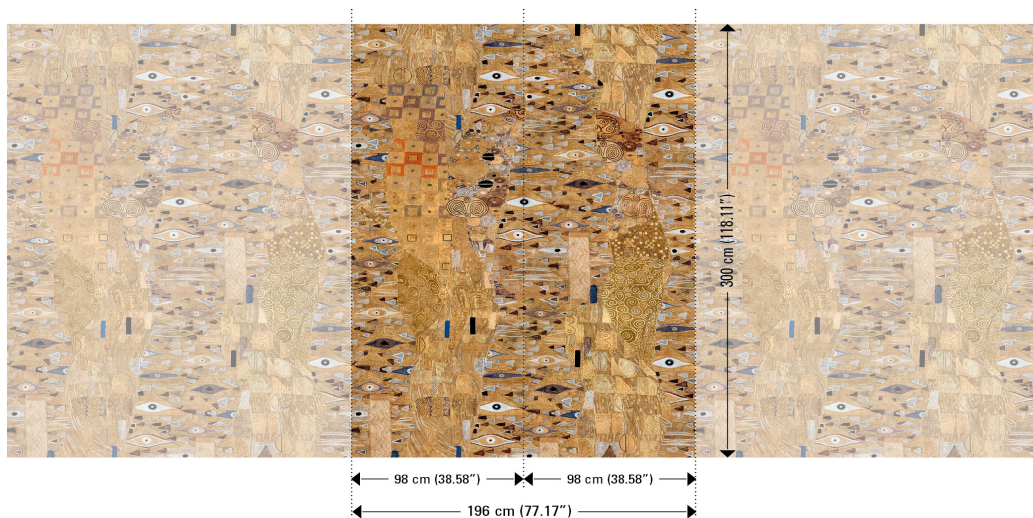 300 cm (118.11”)
98 cm (38.58”)
98 cm (38.58”)
196 cm (77.17”)